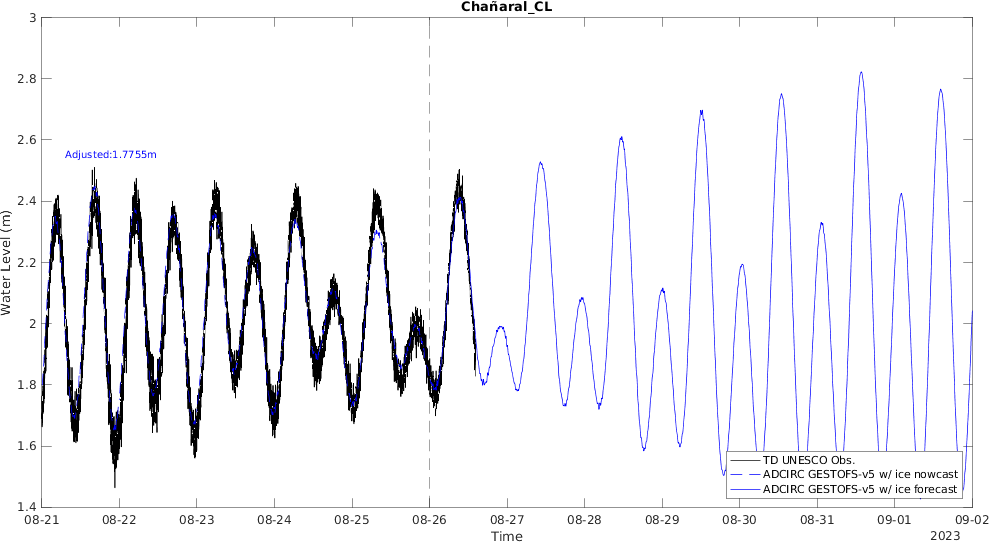 Chañaral_CL
3
2.8
2.6
2.4
2.2
2
1.8
1.6
1.4
Water Level (m)
Adjusted:1.7755m
TD UNESCO Obs.
ADCIRC GESTOFS-v5 w/ ice nowcast
ADCIRC GESTOFS-v5 w/ ice forecast
08-21 08-22 08-23 08-24 08-25 08-26 08-27 08-28 08-29 08-30 08-31 09-01 09-02
Time
2023